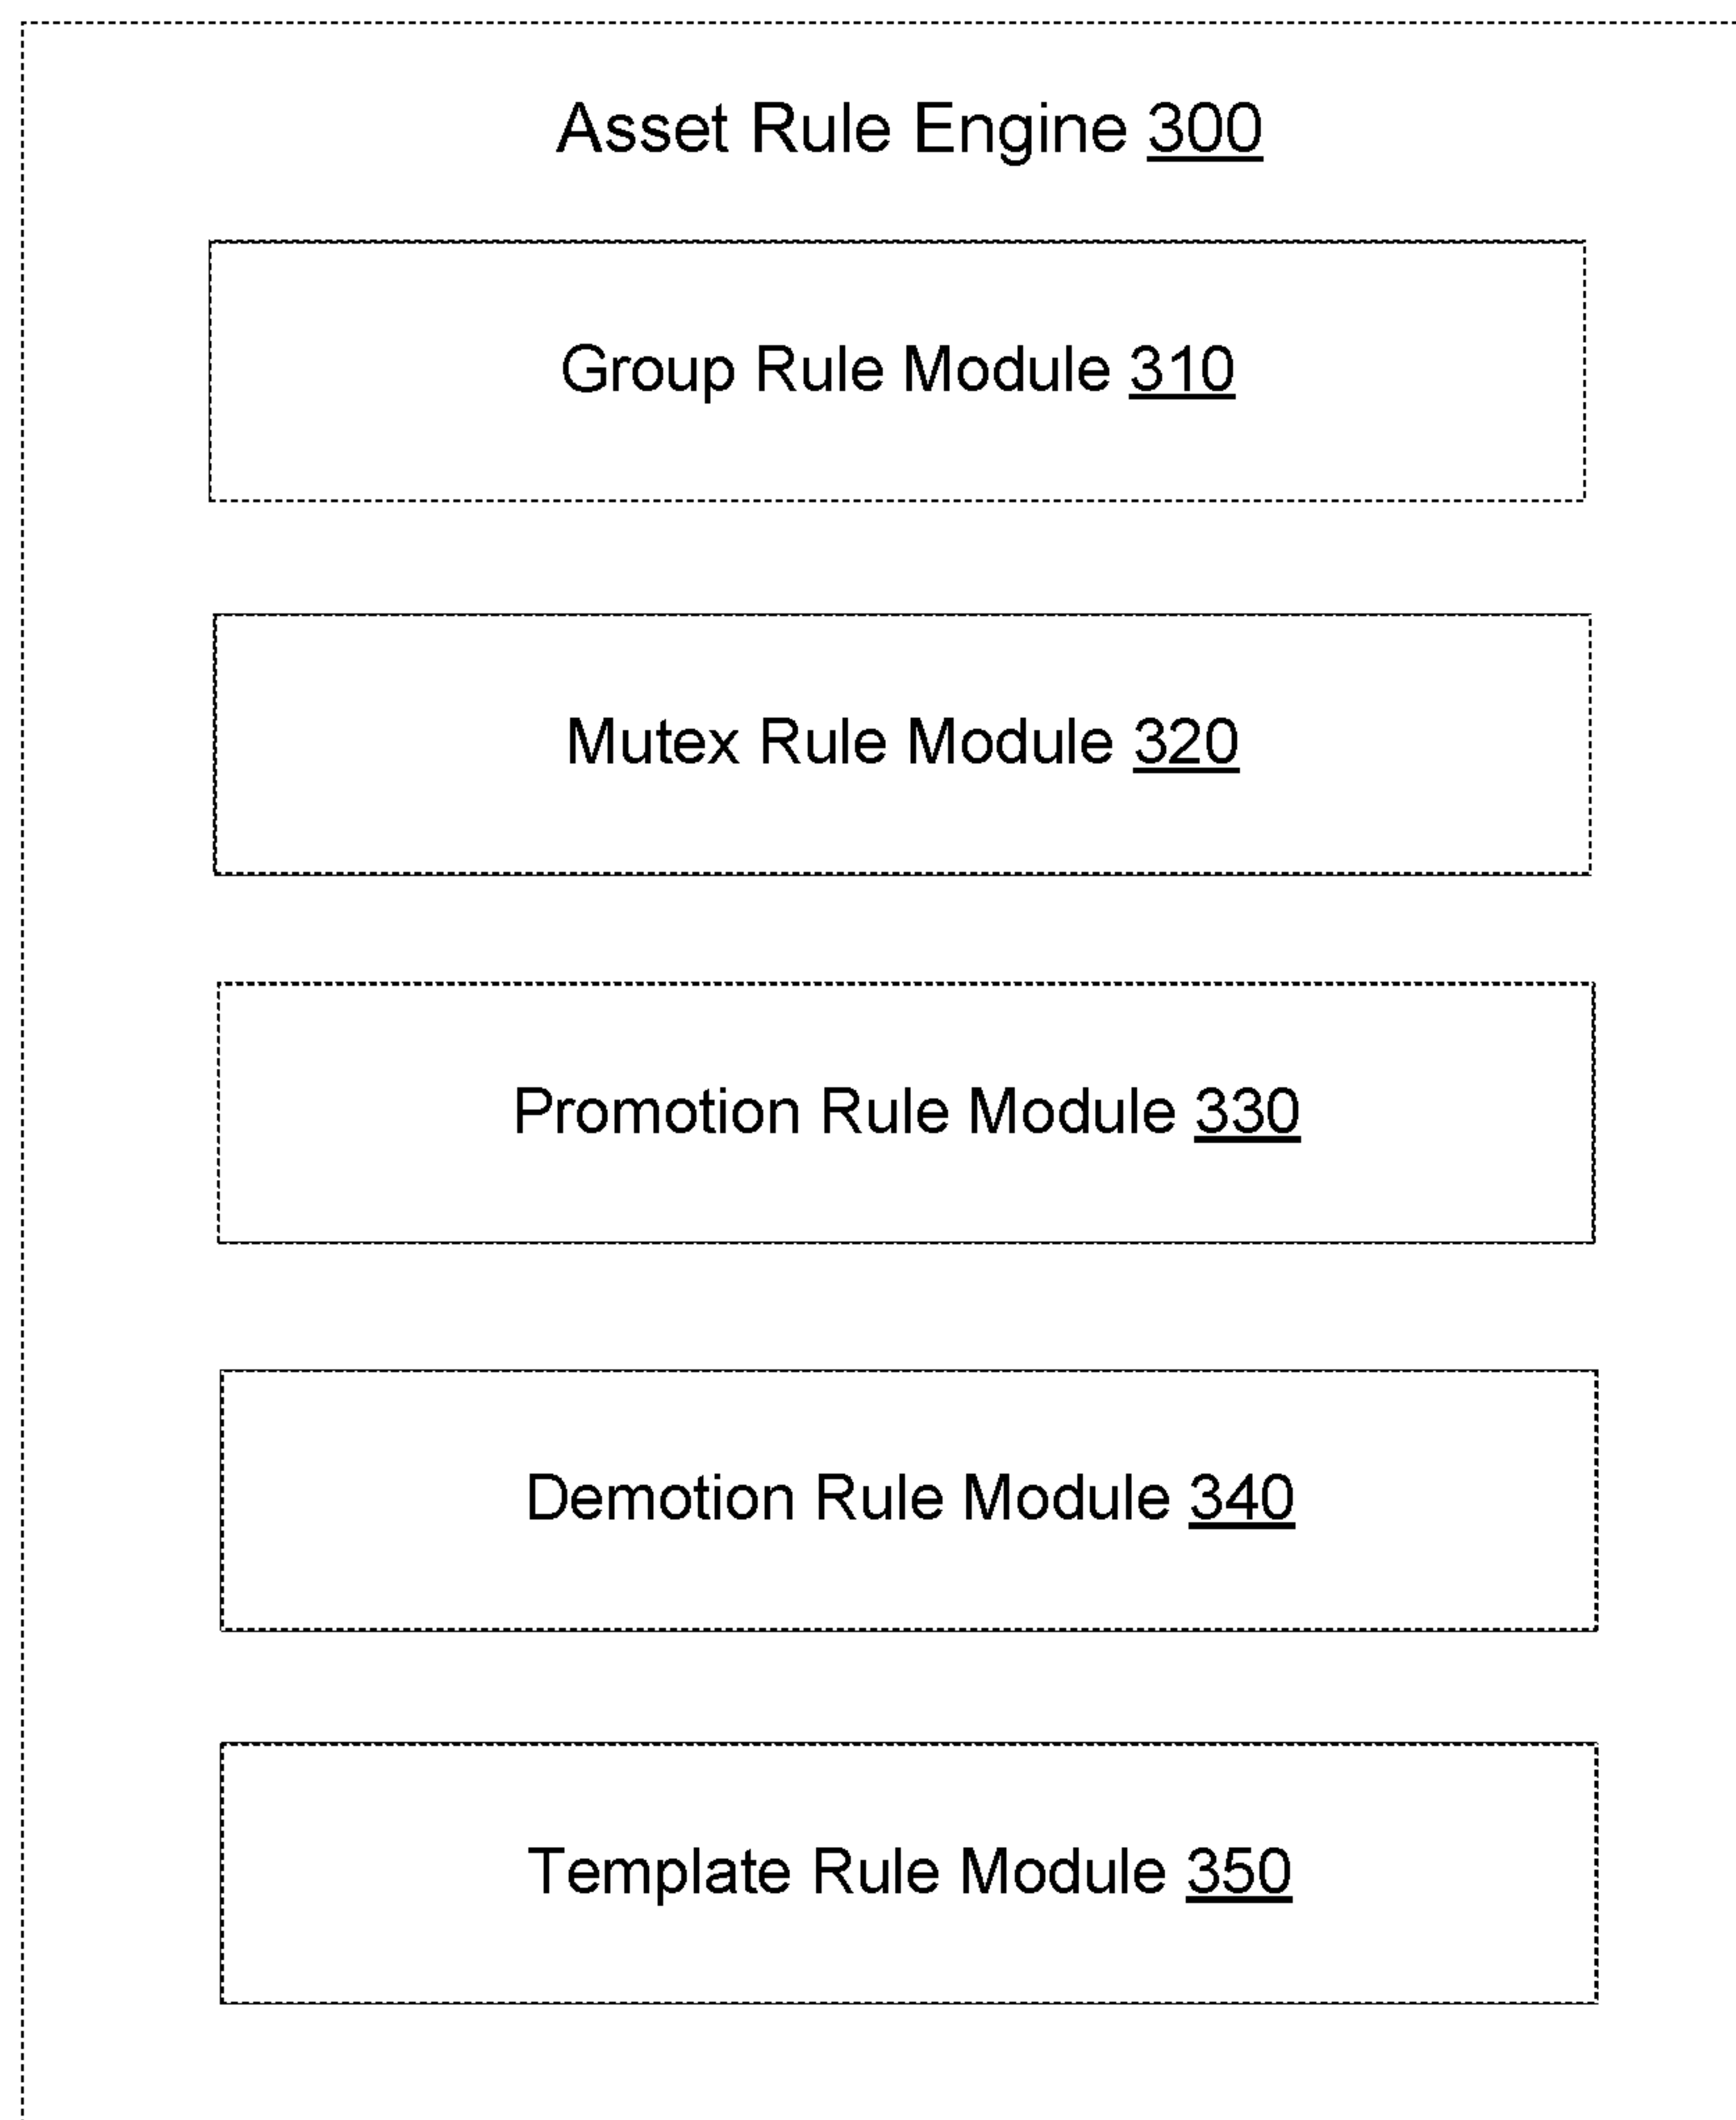 Asset Rule Engine 300
Group Rule Module 310
Mutex Rule Module 320
Promotion Rule Module 330
Demotion Rule Module 340
Template Rule Module 350